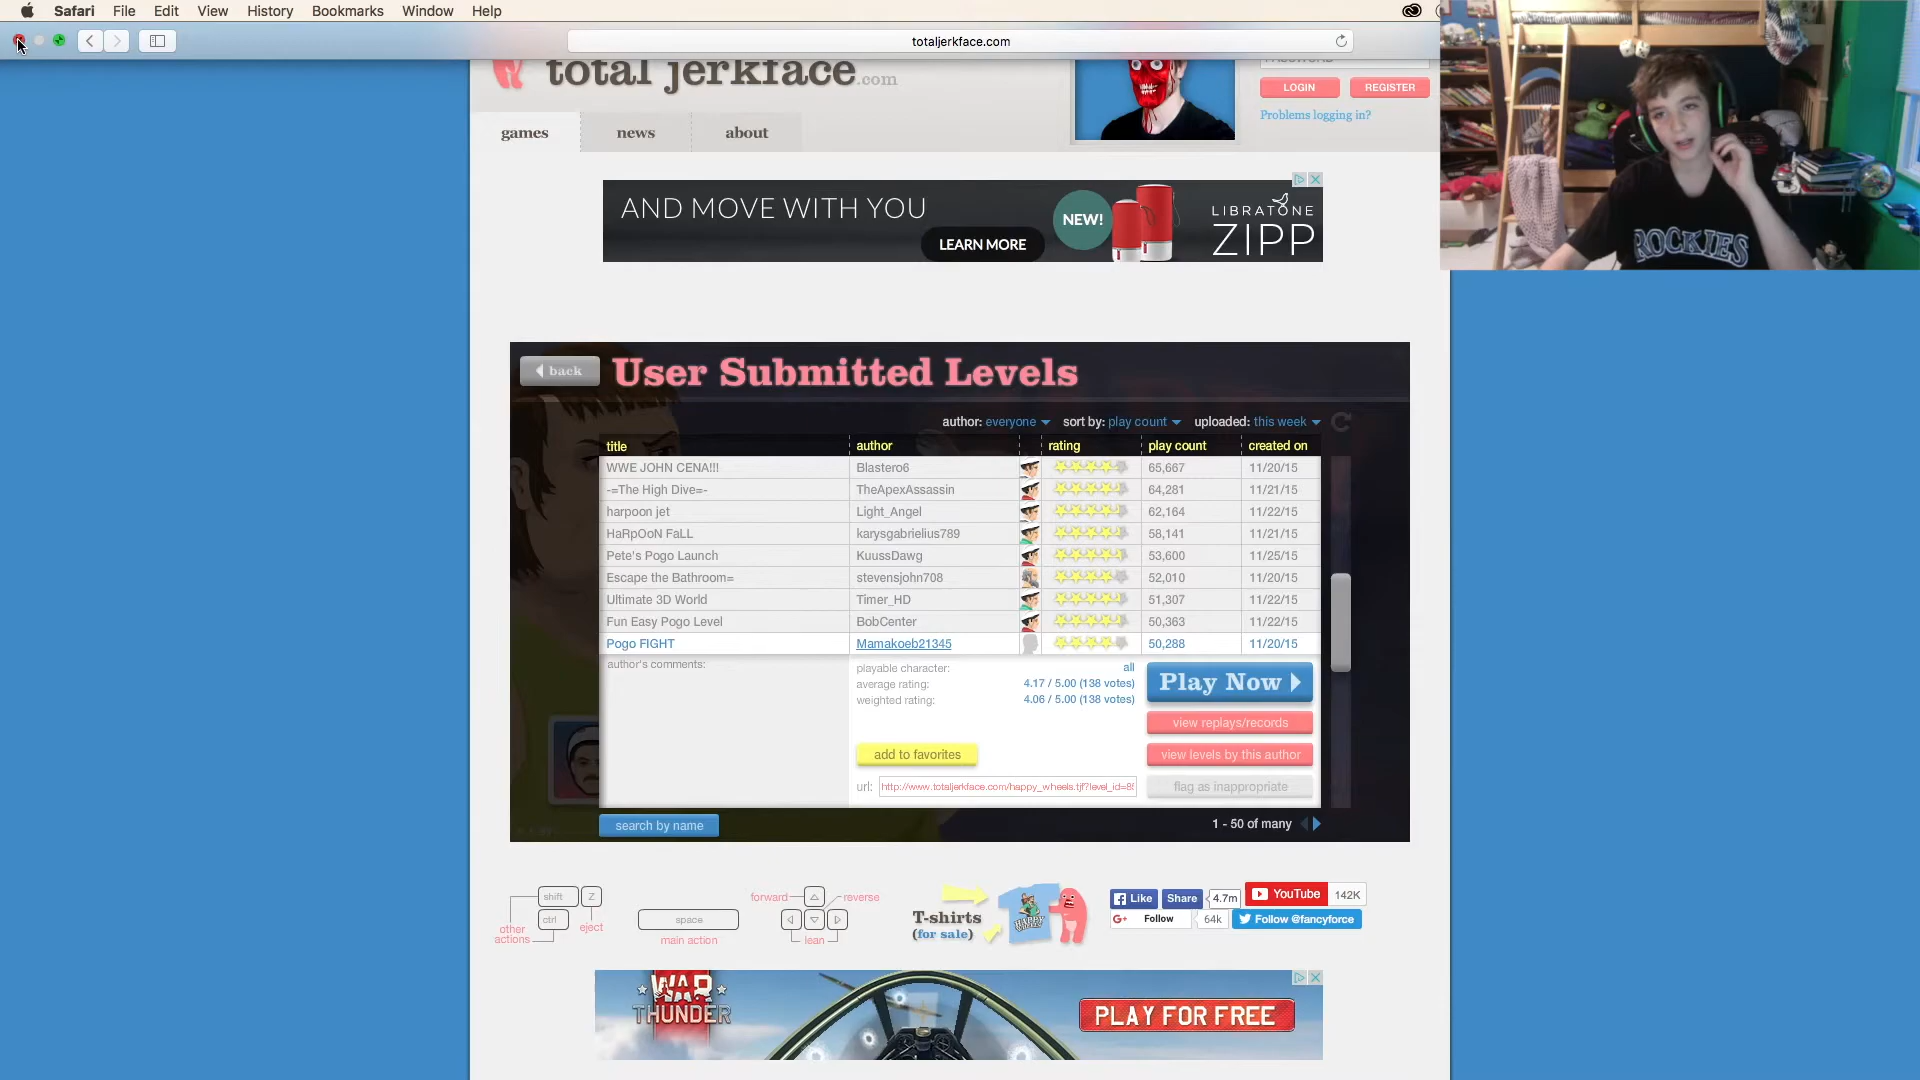 Safari File Edit View History Bookmarks Window Help
totaljerkface.com
total jerkface.com
LOGIN REGISTER
Problems logging in?
games news about
AND MOVE WITH YOU
LEARN MORE
NEW!
LIBRATONE
ZIPP
ROCKIES
back
User Submitted Levels
author: everyone sort by: play count uploaded: this week
title author rating play count created on
WWE JOHN CENA!!! Blastero6 65,667 11/20/15
-=The High Dive=- TheApexAssassin 64,281 11/21/15
harpoon jet Light_Angel 62,164 11/22/15
HaRpOoN FaLL karysgabrielius789 58,141 11/21/15
Pete's Pogo Launch KuussDawg 53,600 11/25/15
Escape the Bathroom= stevensjohn708 52,010 11/20/15
Ultimate 3D World Timer_HD 51,307 11/22/15
Fun Easy Pogo Level BobCenter 50,363 11/22/15
Pogo FIGHT Mamakoeb21345 50,288 11/20/15
author's comments:
playable character: all
average rating: 4.17 / 5.00 (138 votes)
weighted rating: 4.06 / 5.00 (138 votes)
Play Now
view replays/records
add to favorites
view levels by this author
url: http://www.totaljerkface.com/happy_wheels.tjf?level_id=8
flag as inappropriate
search by name
1 - 50 of many
shift Z
ctrl
other actions
eject
space
main action
forward reverse
lean
T-shirts
(for sale)
Like Share 4.7m
YouTube 142K
G+ Follow 64k
Follow @fancyforce
WAR THUNDER
PLAY FOR FREE